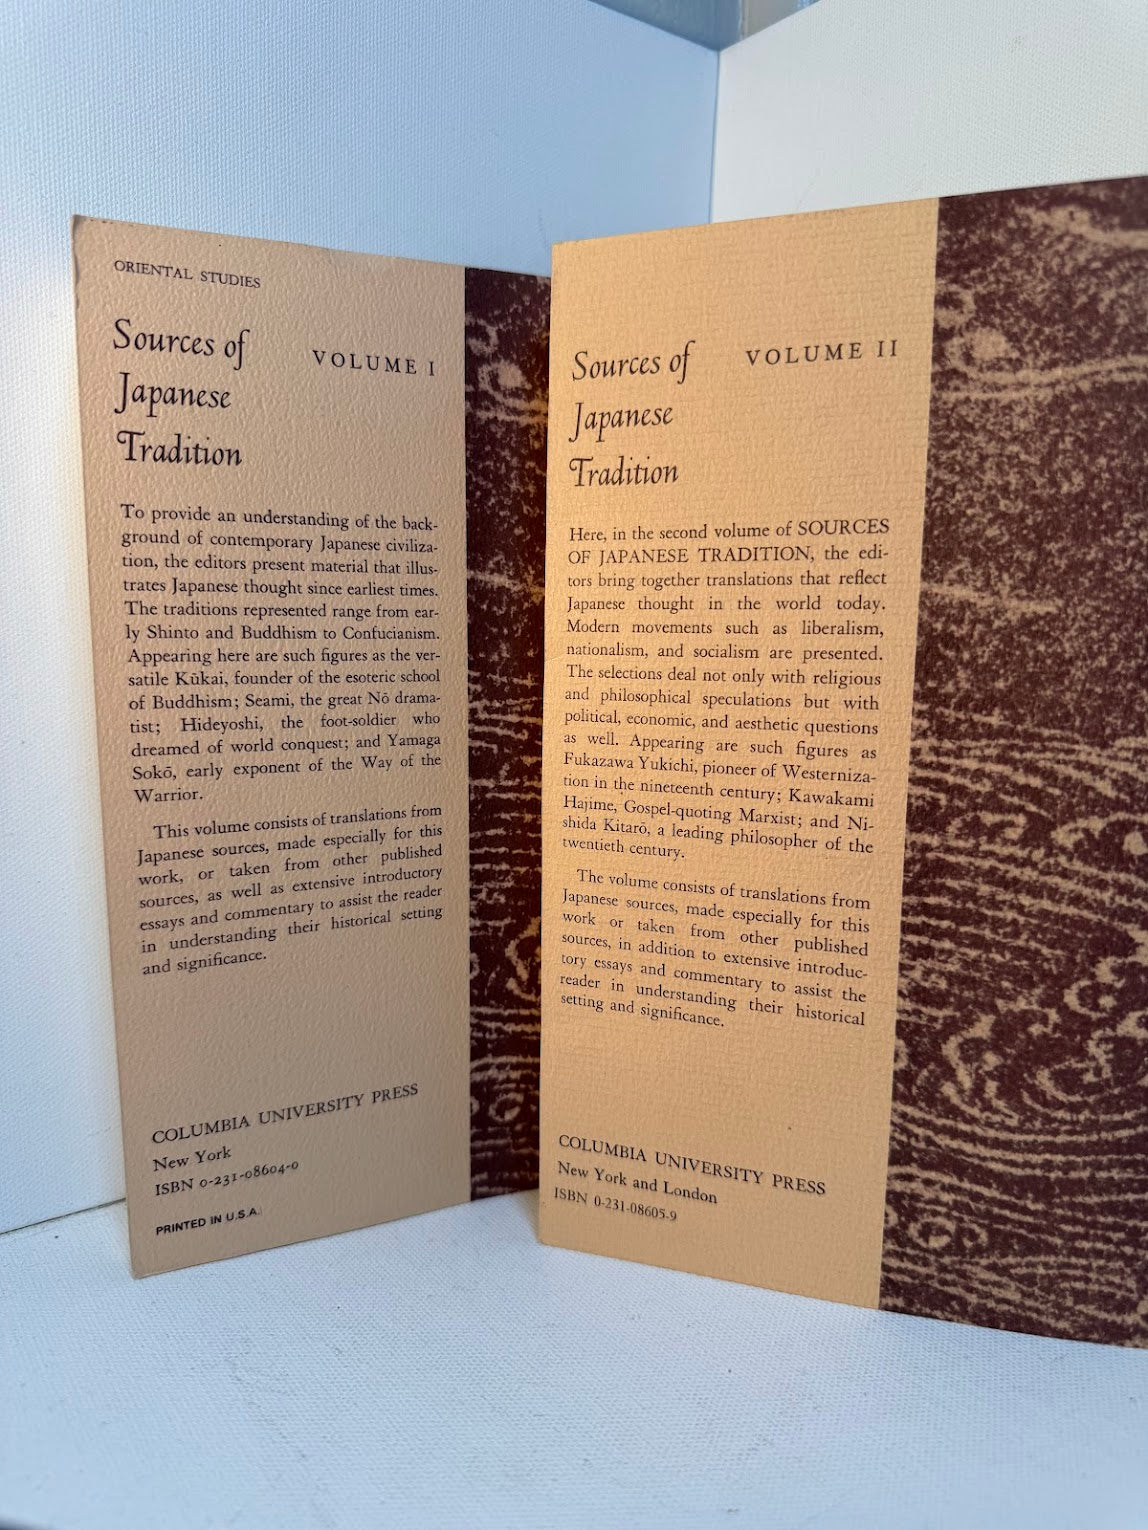 ORIENTAL STUDIES
Sources of
Japanese
Tradition
VOLUME I
To provide an understanding of the back-
ground of contemporary Japanese civiliza-
tion, the editors present material that illus-
trates Japanese thought since earliest times.
The traditions represented range from ear-
ly Shinto and Buddhism to Confucianism.
Appearing here are such figures as the ver-
satile Kūkai, founder of the esoteric school
of Buddhism; Seami, the great Nō drama-
tist; Hideyoshi, the foot-soldier who
dreamed of world conquest; and Yamaga
Sokō, early exponent of the Way of the
Warrior.
This volume consists of translations from
Japanese sources, made especially for this
work, or taken from other published
sources, as well as extensive introductory
essays and commentary to assist the reader
in understanding their historical setting
and significance.
COLUMBIA UNIVERSITY PRESS
New York
ISBN 0-231-08604-0
PRINTED IN U.S.A.
Sources of
Japanese
Tradition
VOLUME II
Here, in the second volume of SOURCES
OF JAPANESE TRADITION, the edi-
tors bring together translations that reflect
Japanese thought in the world today.
Modern movements such as liberalism,
nationalism, and socialism are presented.
The selections deal not only with religious
and philosophical speculations but with
political, economic, and aesthetic questions
as well. Appearing are such figures as
Fukazawa Yukichi, pioneer of Westerniza-
tion in the nineteenth century; Kawakami
Hajime, Gospel-quoting Marxist; and Ni-
shida Kitarō, a leading philosopher of the
twentieth century.
The volume consists of translations from
Japanese sources, made especially for this
work or taken from other published
sources, in addition to extensive introduc-
tory essays and commentary to assist the
reader in understanding their historical
setting and significance.
COLUMBIA UNIVERSITY PRESS
New York and London
ISBN 0-231-08605-9